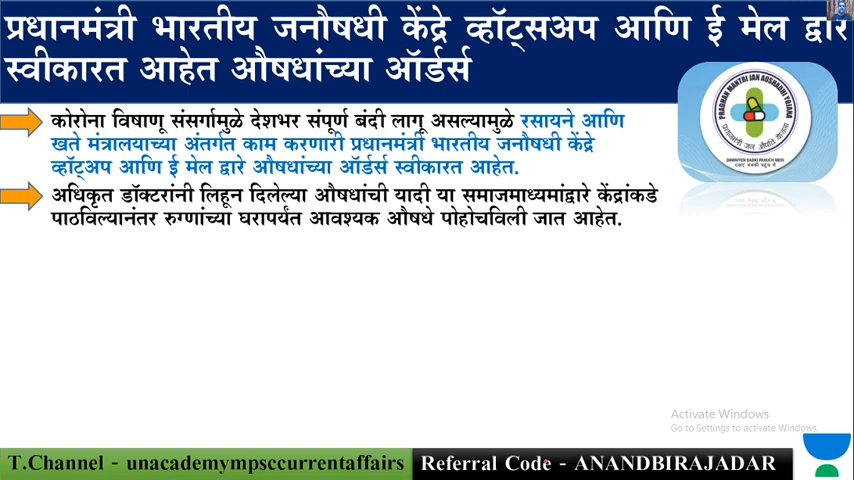 प्रधानमंत्री भारतीय जनौषधी केंद्रे व्हॉट्सअप आणि ई मेल द्वारे
स्वीकारत आहेत औषधांच्या ऑर्डर्स
PRADHAN MANTRI JAN AUSHADHI YOJANA
कोरोना विषाणू संसर्गामुळे देशभर संपूर्ण बंदी लागू असल्यामुळे रसायने आणि
खते मंत्रालयाच्या अंतर्गत काम करणारी प्रधानमंत्री भारतीय जनौषधी केंद्रे
व्हॉट्अप आणि ई मेल द्वारे औषधांच्या ऑर्डर्स स्वीकारत आहेत.
अधिकृत डॉक्टरांनी लिहून दिलेल्या औषधांची यादी या समाजमाध्यमांद्वारे केंद्रांकडे
पाठविल्यानंतर रुग्णांच्या घरापर्यंत आवश्यक औषधे पोहोचविली जात आहेत.
Activate Windows
Go to Settings to activate Windows.
T.Channel - unacademympsccurrentaffairs
Referral Code - ANANDBIRAJADAR